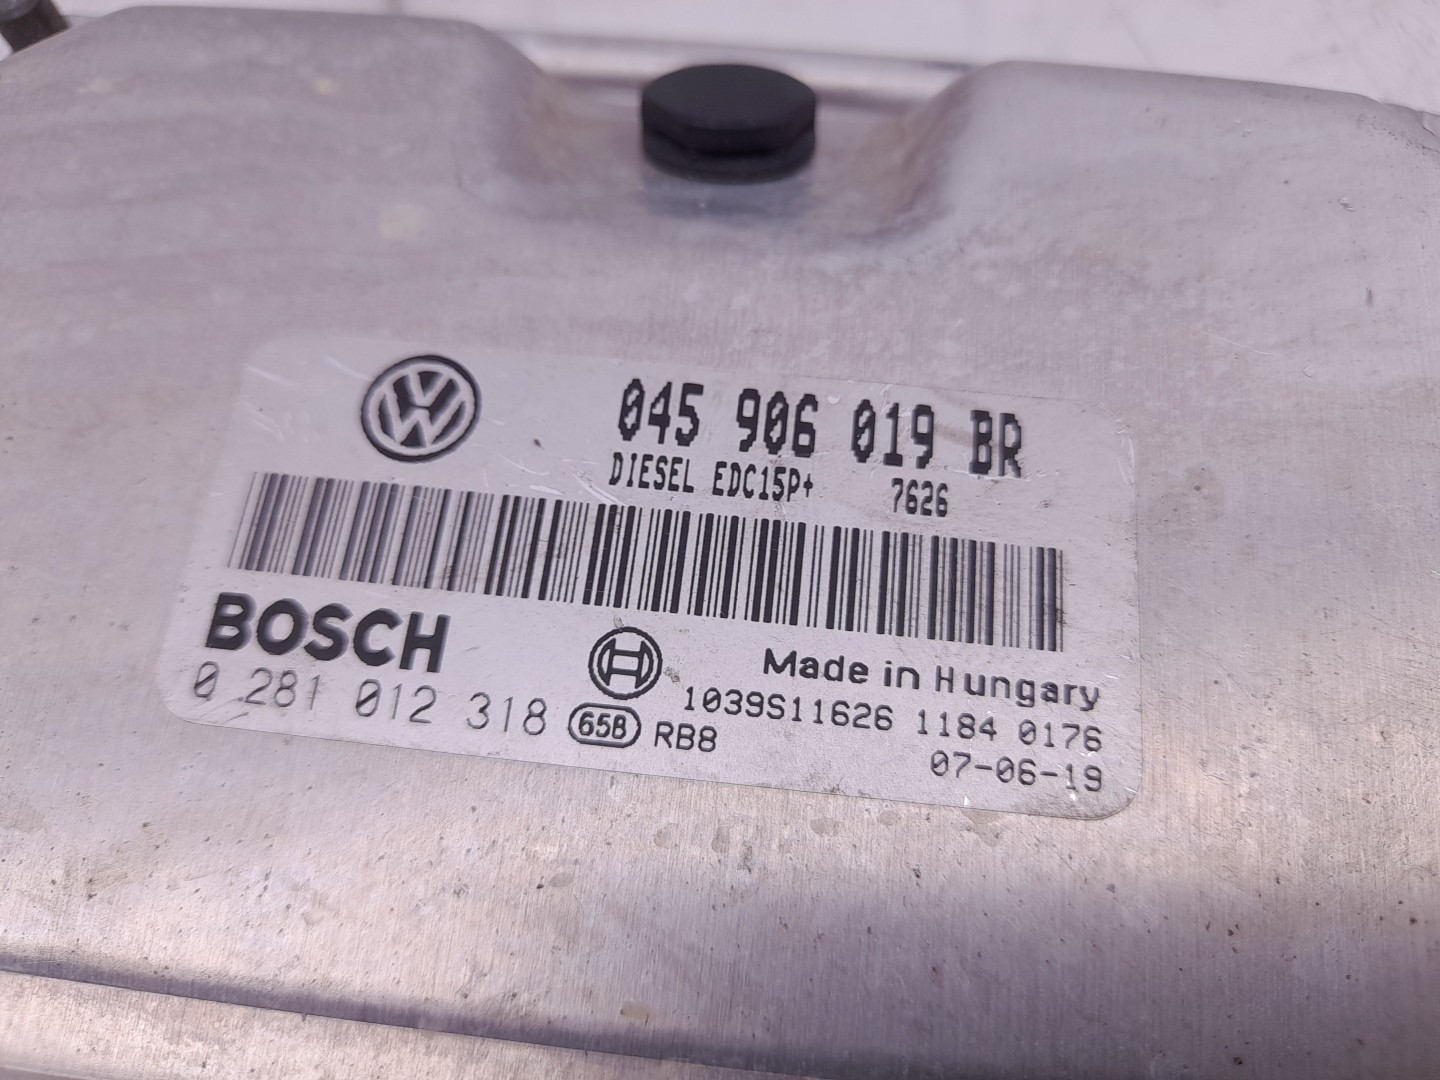 045 906 019 BR
DIESEL EDC15P+ 7626
BOSCH
Made in Hungary
0 281 012 318 65B RB8
1039S11626 1184 0176
07-06-19